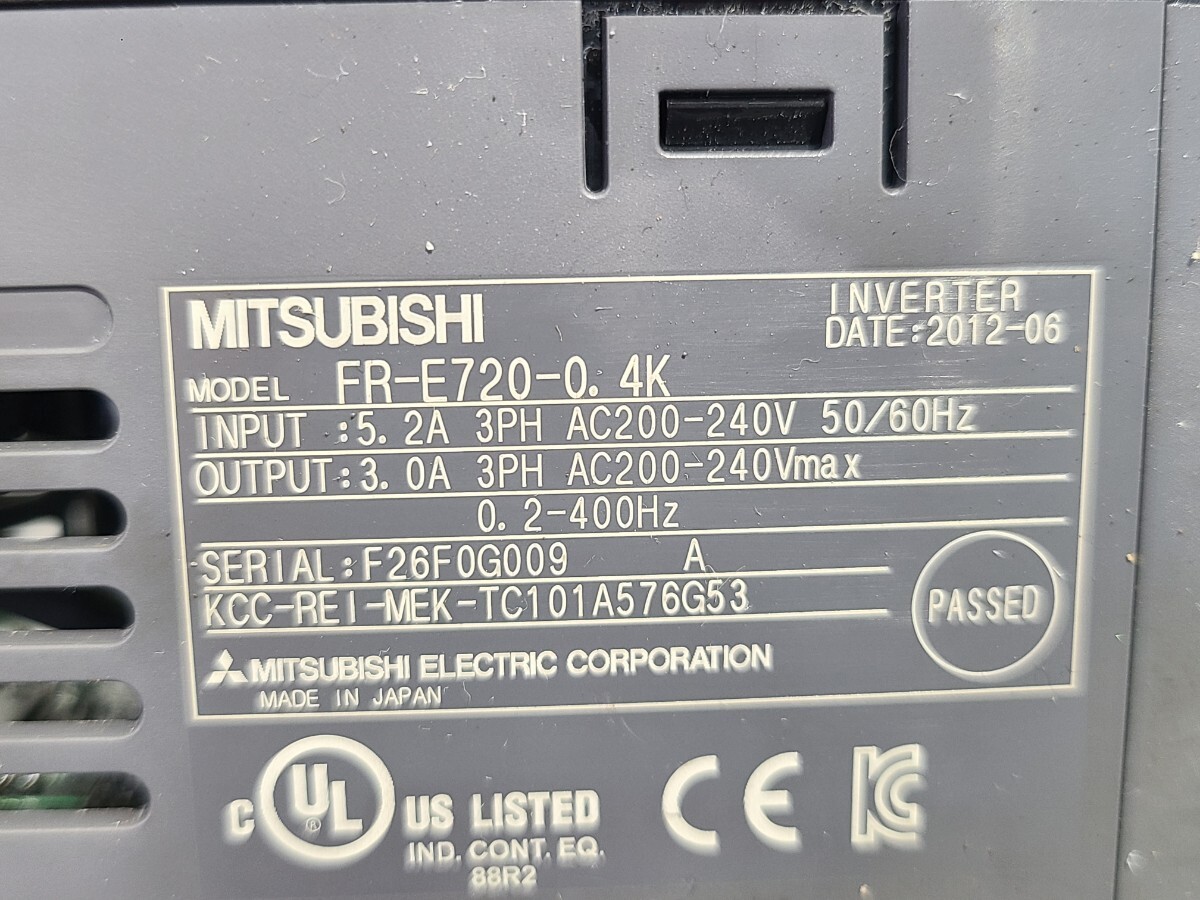 MITSUBISHI
INVERTER
DATE:2012-06
MODEL FR-E720-0.4K
INPUT :5.2A 3PH AC200-240V 50/60Hz
OUTPUT:3.0A 3PH AC200-240Vmax
0.2-400Hz
SERIAL:F26F0G009 A
KCC-REI-MEK-TC101A576G53
PASSED
MITSUBISHI ELECTRIC CORPORATION
MADE IN JAPAN
C UL ® US LISTED
IND. CONT. EQ.
88R2
CE
KC